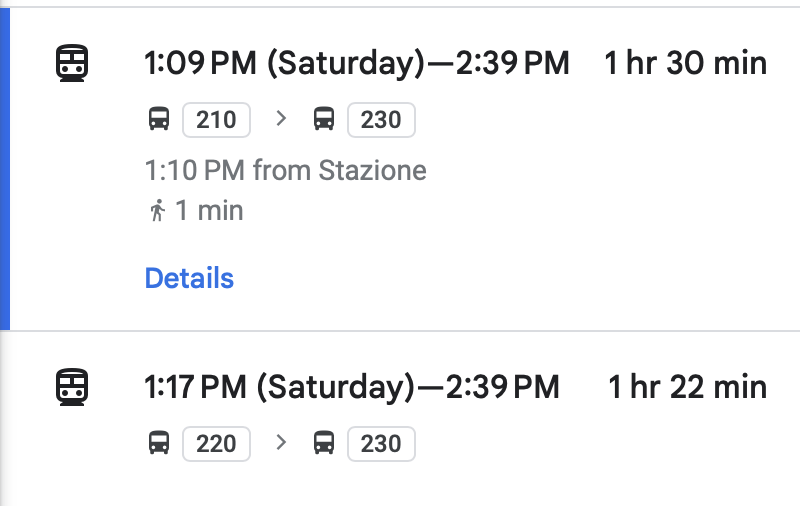 1:09 PM (Saturday)—2:39 PM 1 hr 30 min
210 > 230
1:10 PM from Stazione
1 min
Details
1:17 PM (Saturday)—2:39 PM 1 hr 22 min
220 > 230